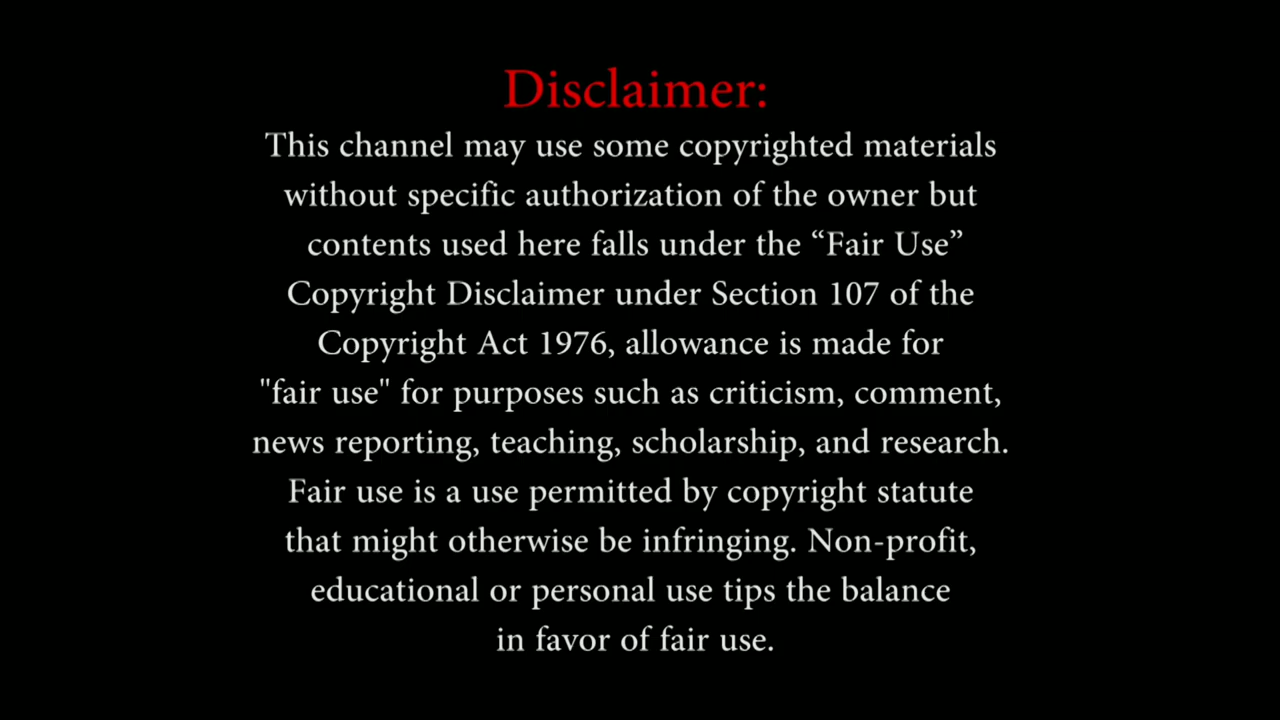 Disclaimer:
This channel may use some copyrighted materials
without specific authorization of the owner but
contents used here falls under the “Fair Use”
Copyright Disclaimer under Section 107 of the
Copyright Act 1976, allowance is made for
"fair use" for purposes such as criticism, comment,
news reporting, teaching, scholarship, and research.
Fair use is a use permitted by copyright statute
that might otherwise be infringing. Non-profit,
educational or personal use tips the balance
in favor of fair use.